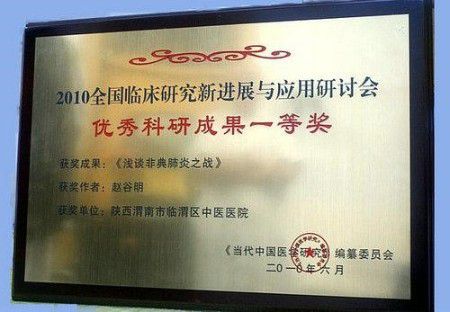 2010全国临床研究新进展与应用研讨会
优秀科研成果一等奖
获奖成果：《浅谈非典肺炎之战》
获奖作者：赵谷明
获奖单位：陕西渭南市临渭区中医医院
《当代中国医学研究》编纂委员会
二〇一〇年六月